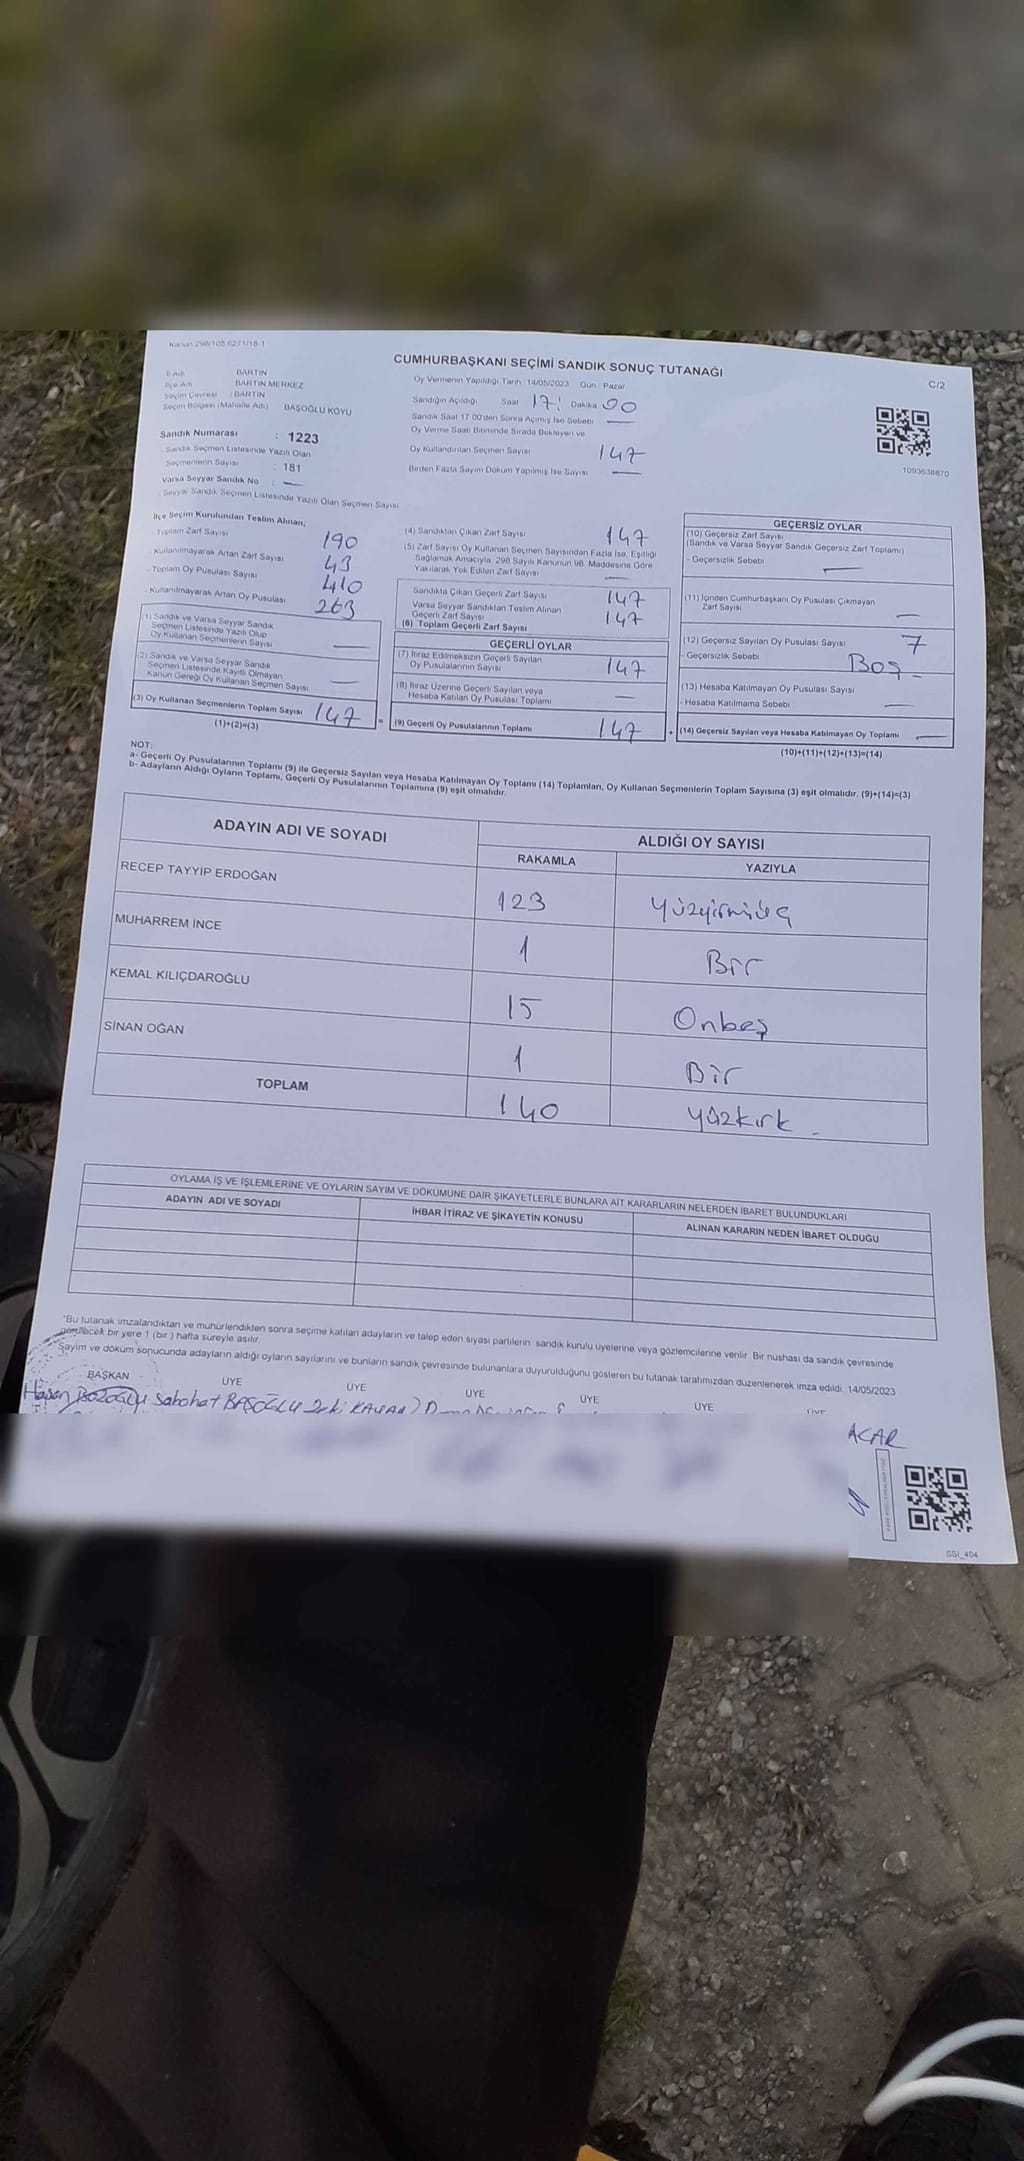 Kanun 298/105,6271/18-1
CUMHURBAŞKANI SEÇİMİ SANDIK SONUÇ TUTANAĞI
C/2
İl Adı BARTIN
İlçe Adı BARTIN MERKEZ
Seçim Çevresi : BARTIN
Seçim Bölgesi (Mahalle Adı) BAŞOĞLU KÖYÜ
Sandık Numarası : 1223
Sandık Seçmen Listesinde Yazılı Olan
Seçmenlerin Sayısı : 181
Varsa Seyyar Sandık No : —
Seyyar Sandık Seçmen Listesinde Yazılı Olan Seçmen Sayısı
Oy Vermenin Yapıldığı Tarih 14/05/2023 Gün Pazar
Sandığın Açıldığı Saat 17: Dakika 00
Sandık Saat 17.00'den Sonra Açımış İse Sebebi —
Oy Verme Saati Bitiminde Sırada Bekleyen ve
Oy Kullandırılan Seçmen Sayısı 147
Birden Fazla Sayım Döküm Yapılmış İse Sayısı —
1093638870
İlçe Seçim Kurulundan Teslim Alınan;
Toplam Zarf Sayısı 190
Kullanılmayarak Artan Zarf Sayısı 43
Toplam Oy Pusulası Sayısı 410
Kullanılmayarak Artan Oy Pusulası 263
(1) Sandık ve Varsa Seyyar Sandık
Seçmen Listesinde Yazılı Olup
Oy Kullanan Seçmenlerin Sayısı —
(2) Sandık ve Varsa Seyyar Sandık
Seçmen Listesinde Kayıtlı Olmayan
Kanun Gereği Oy Kullanan Seçmen Sayısı —
(3) Oy Kullanan Seçmenlerin Toplam Sayısı 147
(1)+(2)=(3)
(4) Sandıktan Çıkan Zarf Sayısı 147
(5) Zarf Sayısı Oy Kullanan Seçmen Sayısından Fazla İse, Eşitliği
Sağlamak Amacıyla, 298 Sayılı Kanunun 98. Maddesine Göre
Yakılarak Yok Edilen Zarf Sayısı —
Sandıkta Çıkan Geçerli Zarf Sayısı 147
Varsa Seyyar Sandıktan Teslim Alınan
Geçerli Zarf Sayısı 147
(6) Toplam Geçerli Zarf Sayısı
GEÇERLİ OYLAR
(7) İtiraz Edilmeksizin Geçerli Sayılan
Oy Pusulalarının Sayısı 147
(8) İtiraz Üzerine Geçerli Sayılan veya
Hesaba Katılan Oy Pusulası Toplamı —
= (9) Geçerli Oy Pusulalarının Toplamı 147
GEÇERSİZ OYLAR
(10) Geçersiz Zarf Sayısı
(Sandık ve Varsa Seyyar Sandık Geçersiz Zarf Toplamı)
- Geçersizlik Sebebi —
(11) İçinden Cumhurbaşkanı Oy Pusulası Çıkmayan
Zarf Sayısı —
(12) Geçersiz Sayılan Oy Pusulası Sayısı 7
- Geçersizlik Sebebi Boş -
(13) Hesaba Katılmayan Oy Pusulası Sayısı
- Hesaba Katılmama Sebebi —
+ (14) Geçersiz Sayılan veya Hesaba Katılmayan Oy Toplamı —
(10)+(11)+(12)+(13)=(14)
NOT:
a- Geçerli Oy Pusulalarının Toplamı (9) ile Geçersiz Sayılan veya Hesaba Katılmayan Oy Toplamı (14) Toplamları, Oy Kullanan Seçmenlerin Toplam Sayısına (3) eşit olmalıdır. (9)+(14)=(3)
b- Adayların Aldığı Oyların Toplamı, Geçerli Oy Pusulalarının Toplamına (9) eşit olmalıdır.
ADAYIN ADI VE SOYADI ALDIĞI OY SAYISI
RAKAMLA YAZIYLA
RECEP TAYYİP ERDOĞAN 123 Yüzyirmiüç
MUHARREM İNCE 1 Bir
KEMAL KILIÇDAROĞLU 15 Onbeş
SİNAN OĞAN 1 Bir
TOPLAM 140 yüzkırk -
OYLAMA İŞ VE İŞLEMLERİNE VE OYLARIN SAYIM VE DÖKÜMÜNE DAİR ŞİKAYETLERLE BUNLARA AİT KARARLARIN NELERDEN İBARET BULUNDUKLARI
ADAYIN ADI VE SOYADI İHBAR İTİRAZ VE ŞİKAYETİN KONUSU ALINAN KARARIN NEDEN İBARET OLDUĞU
*Bu tutanak imzalandıktan ve mühürlendikten sonra seçime katılan adayların ve talep eden siyasi partilerin sandık kurulu üyelerine veya gözlemcilerine verilir. Bir nüshası da sandık çevresinde
görülecek bir yere 1 (bir) hafta süreyle asılır.
Sayım ve döküm sonucunda adayların aldığı oyların sayılarını ve bunların sandık çevresinde bulunanlara duyurulduğunu gösteren bu tutanak tarafımızdan düzenlenerek imza edildi. 14/05/2023
BAŞKAN ÜYE ÜYE ÜYE ÜYE ÜYE ÜYE
Hasan BOZOĞLU Sabahat BAŞOĞLU Zeki
ACAR
SSİ_404